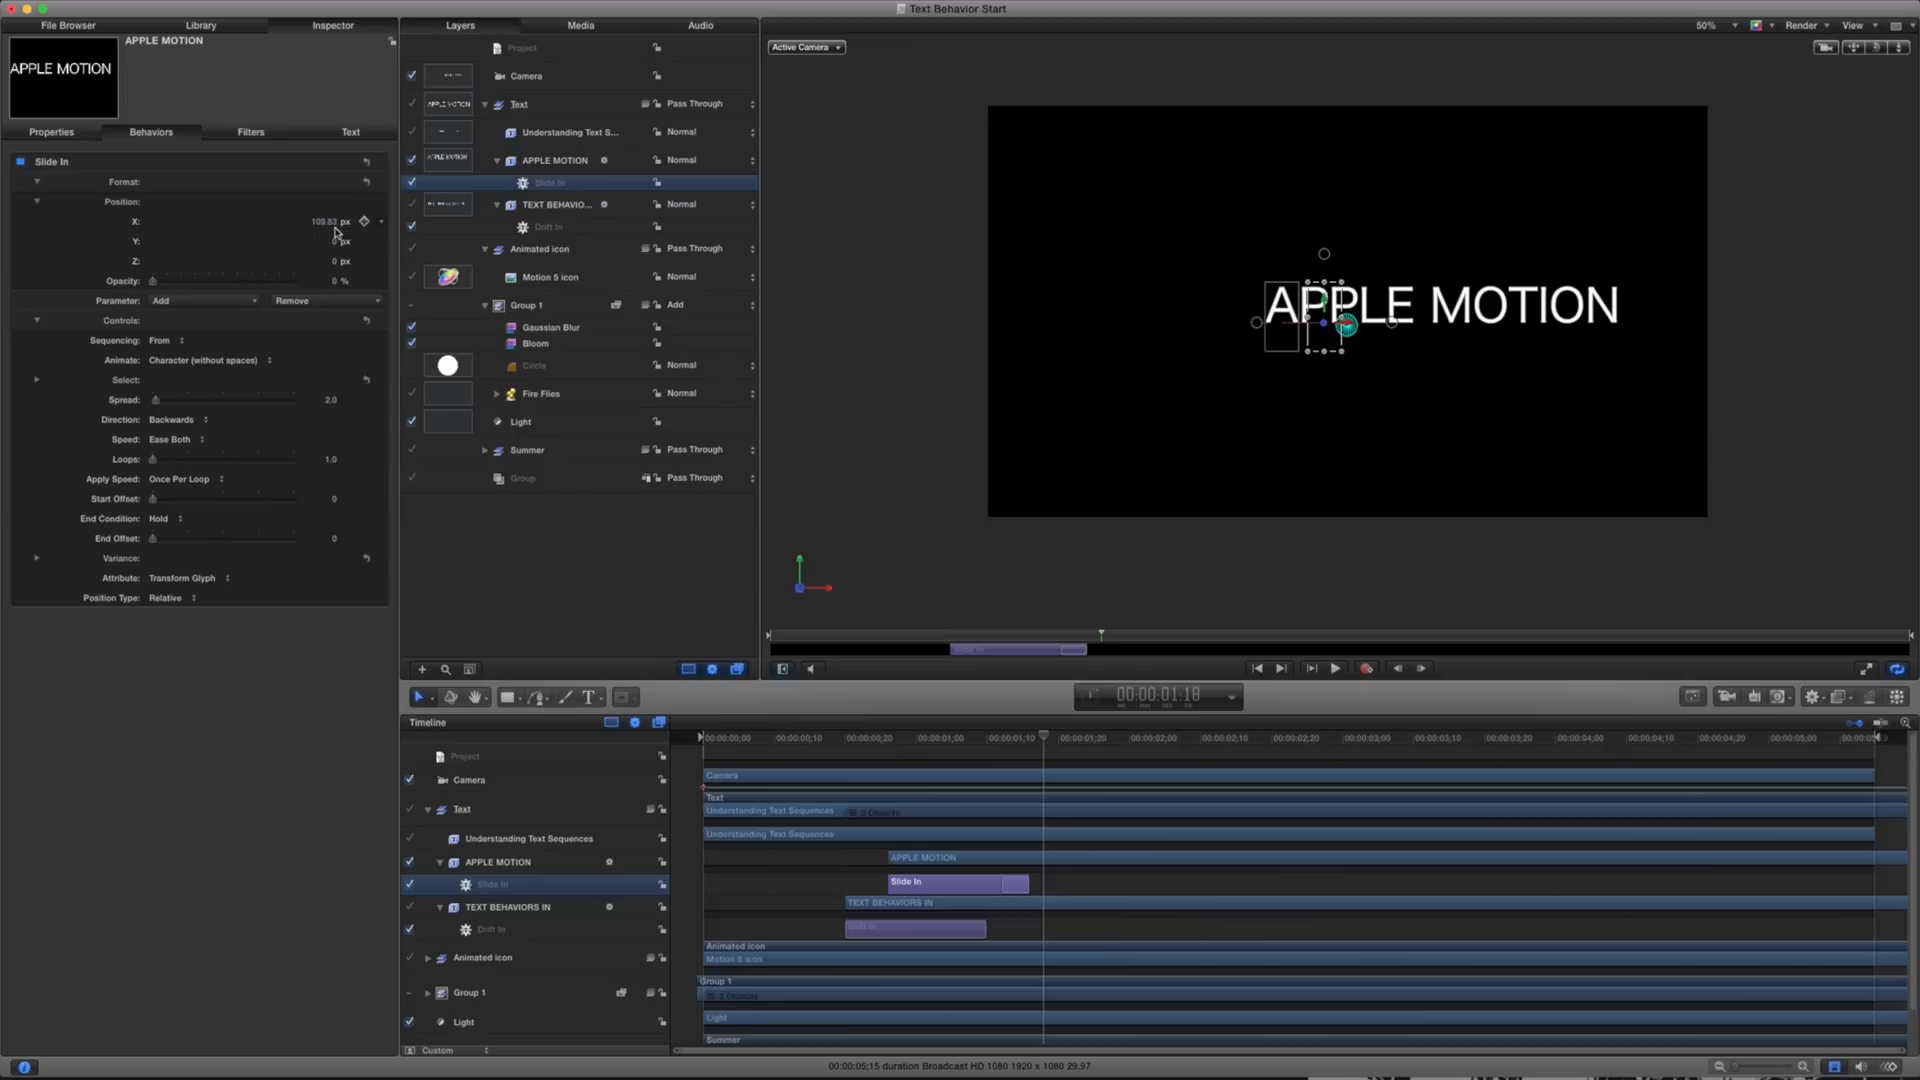 Text Behavior Start
File Browser Library Inspector
Layers Media Audio
50% Render View
APPLE MOTION
APPLE MOTION
Properties Behaviors Filters Text
Slide In
Format:
Position:
X: 109.83 px
Y: 0 px
Z: 0 px
Opacity: 0 %
Parameter: Add Remove
Controls:
Sequencing: From
Animate: Character (without spaces)
Select:
Spread: 2.0
Direction: Backwards
Speed: Ease Both
Loops: 1.0
Apply Speed: Once Per Loop
Start Offset: 0
End Condition: Hold
End Offset: 0
Variance:
Attribute: Transform Glyph
Position Type: Relative
Project
Camera
Text Pass Through
Understanding Text S... Normal
APPLE MOTION Normal
Slide In
TEXT BEHAVIO... Normal
Drift In
Animated icon Pass Through
Motion 5 icon Normal
Group 1 Add
Gaussian Blur
Bloom
Circle Normal
Fire Flies Normal
Light
Summer Pass Through
Group Pass Through
Active Camera
APPLE MOTION
Slide In
T
00:00:01:18
HR MIN SEC FR
Timeline
00:00:00;00 00:00:00;10 00:00:00;20 00:00:01;00 00:00:01;10 00:00:01;20 00:00:02;00 00:00:02;10 00:00:02;20 00:00:03;00 00:00:03;10 00:00:03;20 00:00:04;00 00:00:04;10 00:00:04;20 00:00:05;00
Project
Camera Camera
Text Text
Understanding Text Sequences 2 Objects
Understanding Text Sequences Understanding Text Sequences
APPLE MOTION APPLE MOTION
Slide In Slide In
TEXT BEHAVIORS IN TEXT BEHAVIORS IN
Drift In Drift In
Animated icon Animated icon
Motion 5 icon
Group 1 Group 1
2 Objects
Light Light
Summer
Custom
00:00:05;15 duration Broadcast HD 1080 1920 x 1080 29.97